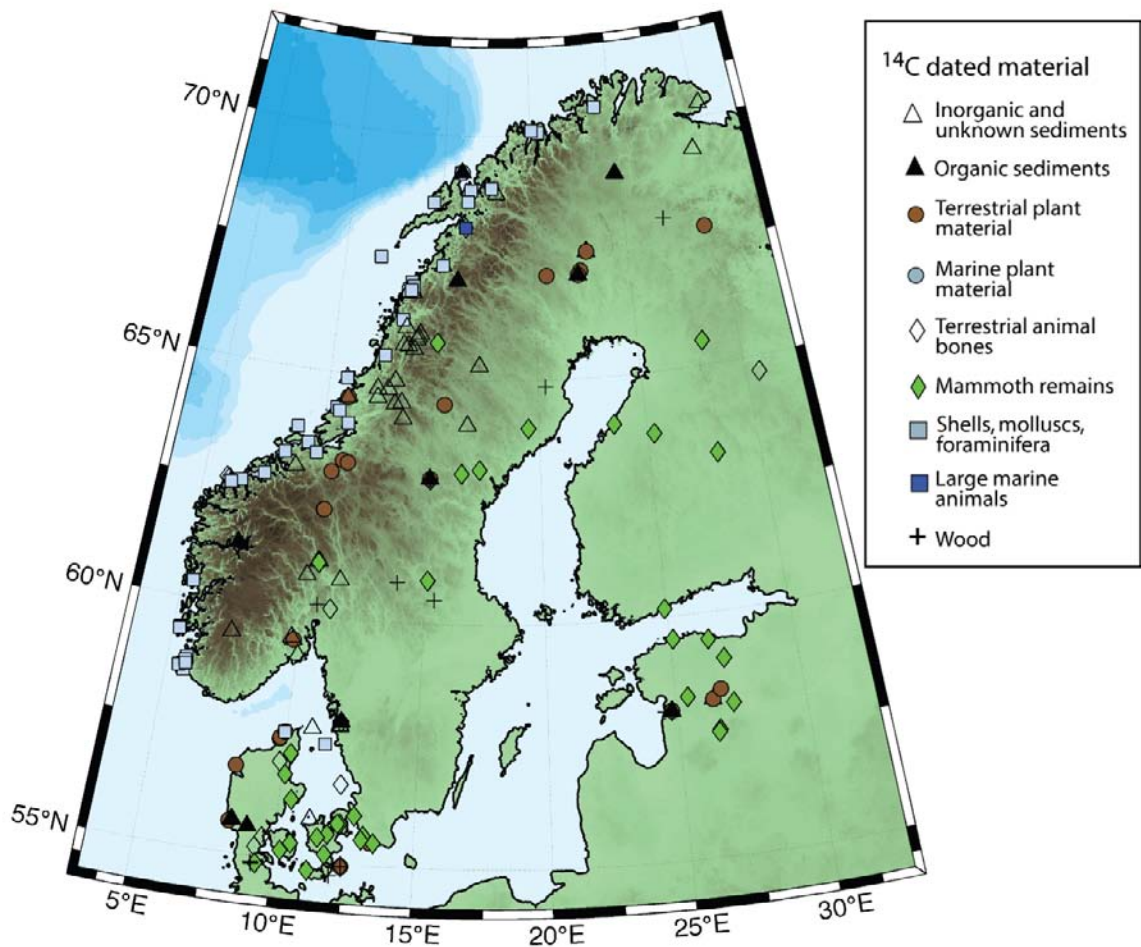 70°N
65°N
60°N
55°N
5°E
10°E
15°E
20°E
25°E
30°E
¹⁴C dated material
Inorganic and
unknown sediments
Organic sediments
Terrestrial plant
material
Marine plant
material
Terrestrial animal
bones
Mammoth remains
Shells, molluscs,
foraminifera
Large marine
animals
Wood